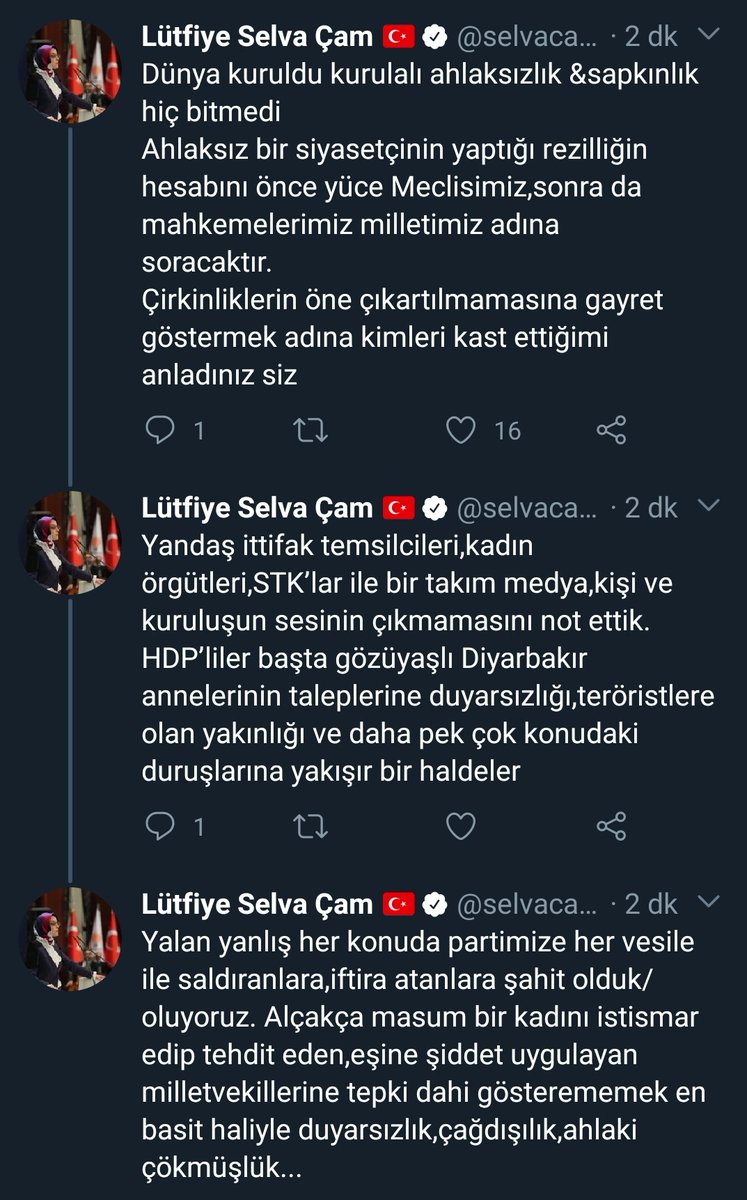 Lütfiye Selva Çam 🇹🇷 @selvaca... · 2 dk
Dünya kuruldu kurulalı ahlaksızlık &sapkınlık
hiç bitmedi
Ahlaksız bir siyasetçinin yaptığı rezilliğin
hesabını önce yüce Meclisimiz,sonra da
mahkemelerimiz milletimiz adına
soracaktır.
Çirkinliklerin öne çıkartılmamasına gayret
göstermek adına kimleri kast ettiğimi
anladınız siz
1 16
Lütfiye Selva Çam 🇹🇷 @selvaca... · 2 dk
Yandaş ittifak temsilcileri,kadın
örgütleri,STK’lar ile bir takım medya,kişi ve
kuruluşun sesinin çıkmamasını not ettik.
HDP’liler başta gözüyaşlı Diyarbakır
annelerinin taleplerine duyarsızlığı,teröristlere
olan yakınlığı ve daha pek çok konudaki
duruşlarına yakışır bir haldeler
1
Lütfiye Selva Çam 🇹🇷 @selvaca... · 2 dk
Yalan yanlış her konuda partimize her vesile
ile saldıranlara,iftira atanlara şahit olduk/
oluyoruz. Alçakça masum bir kadını istismar
edip tehdit eden,eşine şiddet uygulayan
milletvekillerine tepki dahi gösterememek en
basit haliyle duyarsızlık,çağdışılık,ahlaki
çökmüşlük...